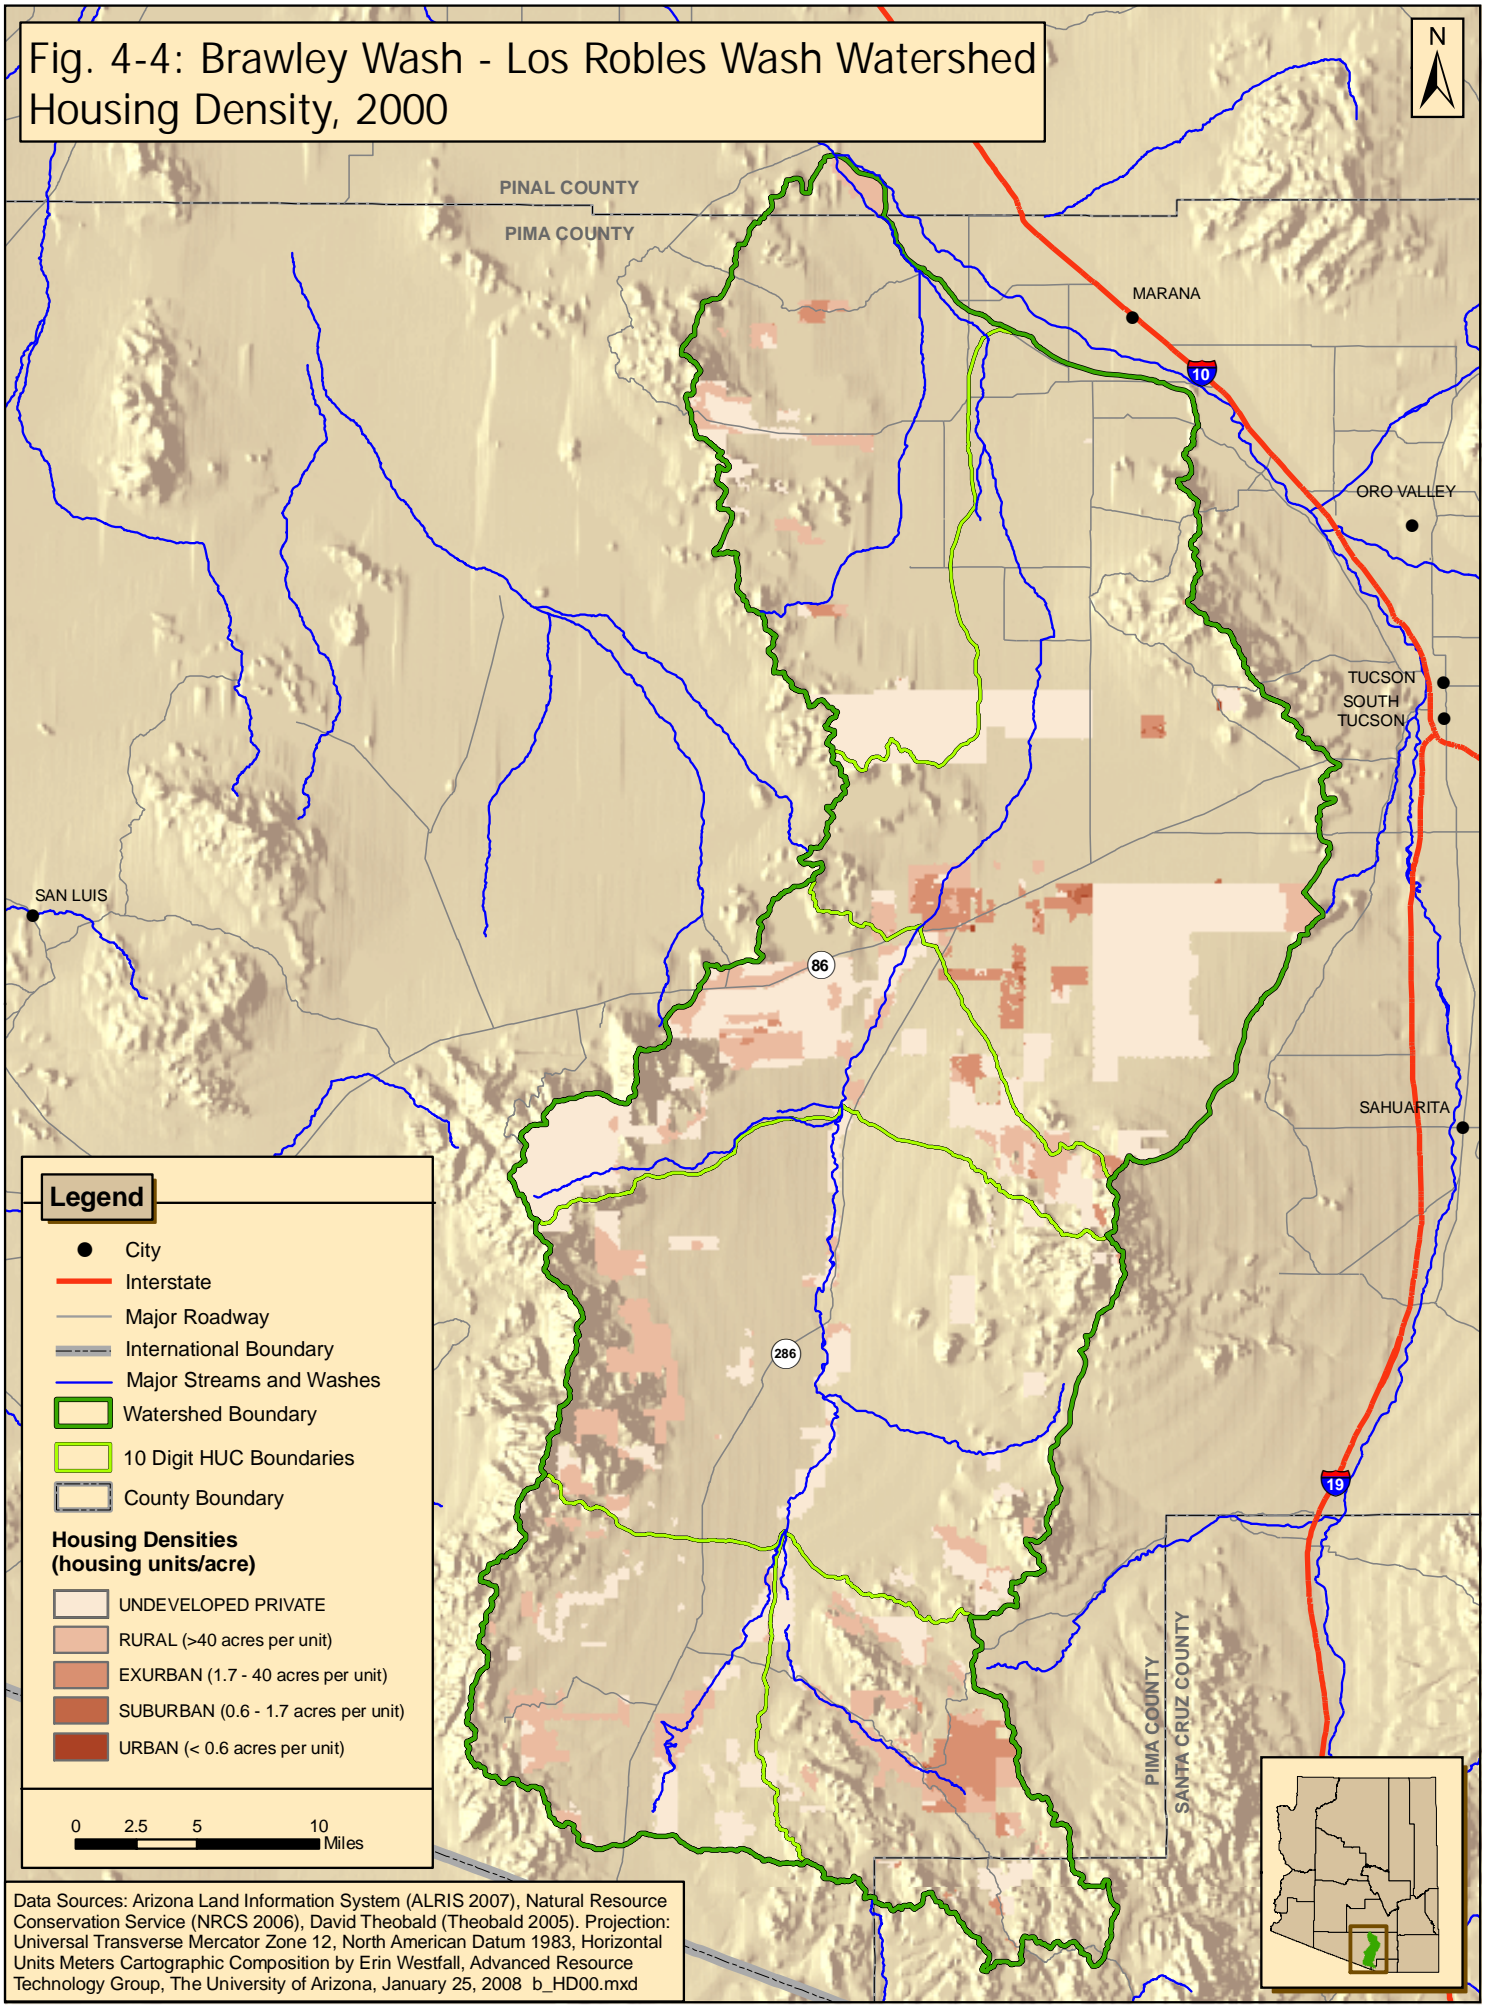 Fig. 4-4: Brawley Wash - Los Robles Wash Watershed
Housing Density, 2000
N
PINAL COUNTY
PIMA COUNTY
MARANA
10
ORO VALLEY
TUCSON
SOUTH
TUCSON
SAN LUIS
86
SAHUARITA
286
19
PIMA COUNTY
SANTA CRUZ COUNTY
Legend
City
Interstate
Major Roadway
International Boundary
Major Streams and Washes
Watershed Boundary
10 Digit HUC Boundaries
County Boundary
Housing Densities
(housing units/acre)
UNDEVELOPED PRIVATE
RURAL (>40 acres per unit)
EXURBAN (1.7 - 40 acres per unit)
SUBURBAN (0.6 - 1.7 acres per unit)
URBAN (< 0.6 acres per unit)
0 2.5 5 10
Miles
Data Sources: Arizona Land Information System (ALRIS 2007), Natural Resource
Conservation Service (NRCS 2006), David Theobald (Theobald 2005). Projection:
Universal Transverse Mercator Zone 12, North American Datum 1983, Horizontal
Units Meters Cartographic Composition by Erin Westfall, Advanced Resource
Technology Group, The University of Arizona, January 25, 2008 b_HD00.mxd